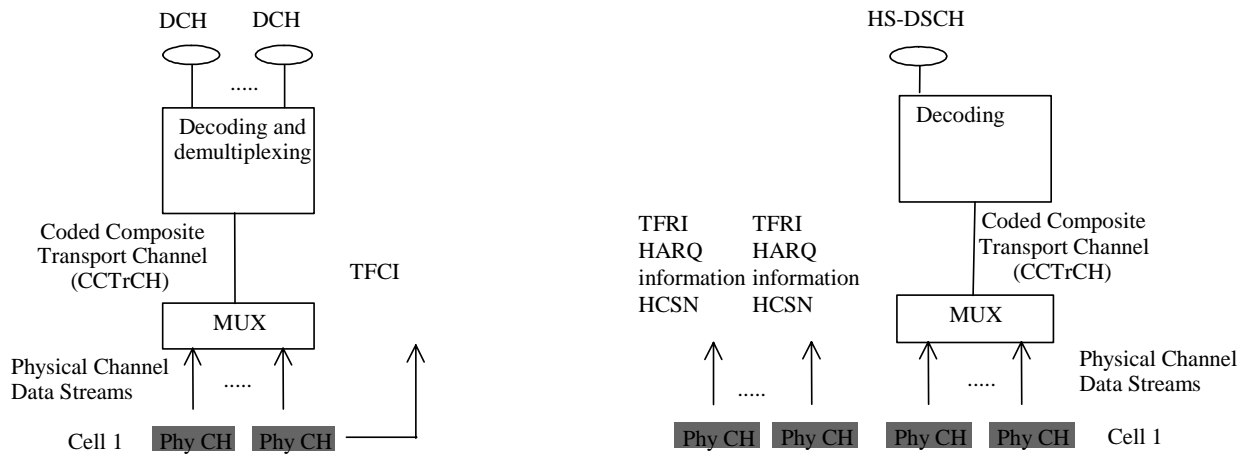 DCH DCH
.....
Decoding and
demultiplexing
Coded Composite
Transport Channel
(CCTrCH)
TFCI
MUX
Physical Channel
Data Streams
.....
Cell 1 Phy CH Phy CH
HS-DSCH
Decoding
TFRI
HARQ
information
HCSN
TFRI
HARQ
information
HCSN
Coded Composite
Transport Channel
(CCTrCH)
MUX
Physical Channel
Data Streams
.....
.....
Phy CH Phy CH Phy CH Phy CH Cell 1